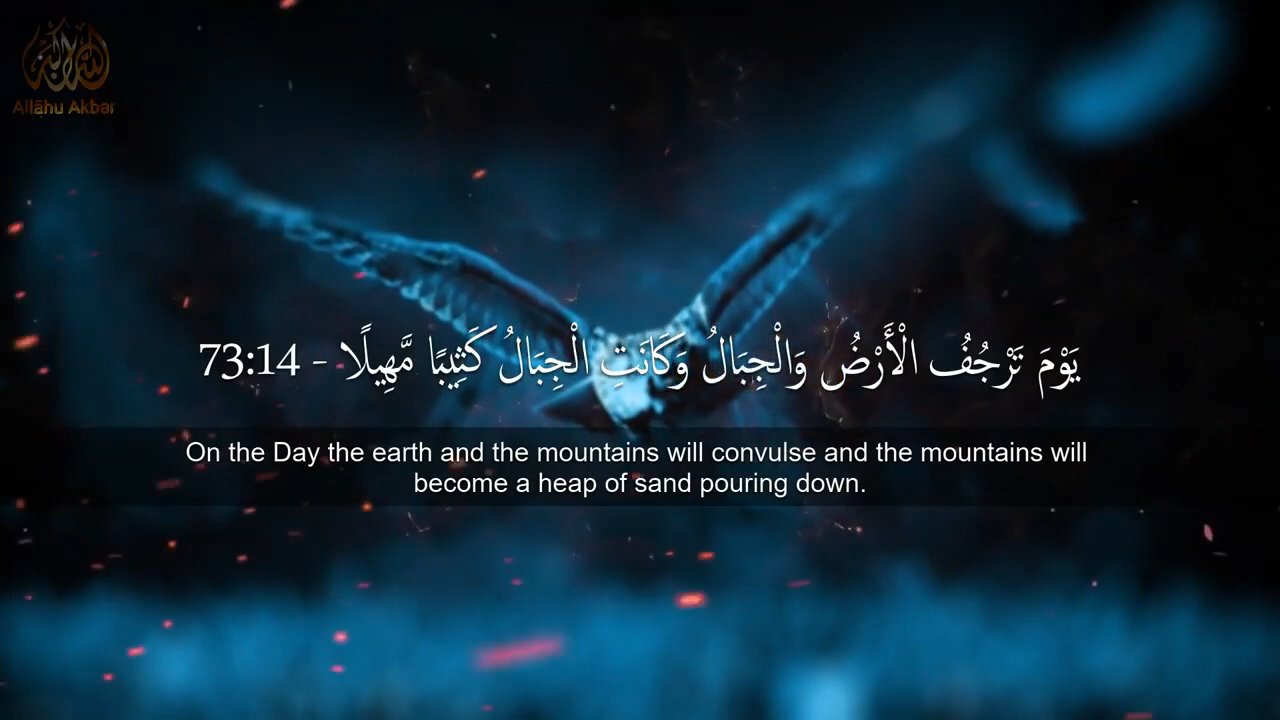 Allāhu Akbar
يَوْمَ تَرْجُفُ الْأَرْضُ وَالْجِبَالُ وَكَانَتِ الْجِبَالُ كَثِيبًا مَّهِيلًا - 73:14
On the Day the earth and the mountains will convulse and the mountains will
become a heap of sand pouring down.